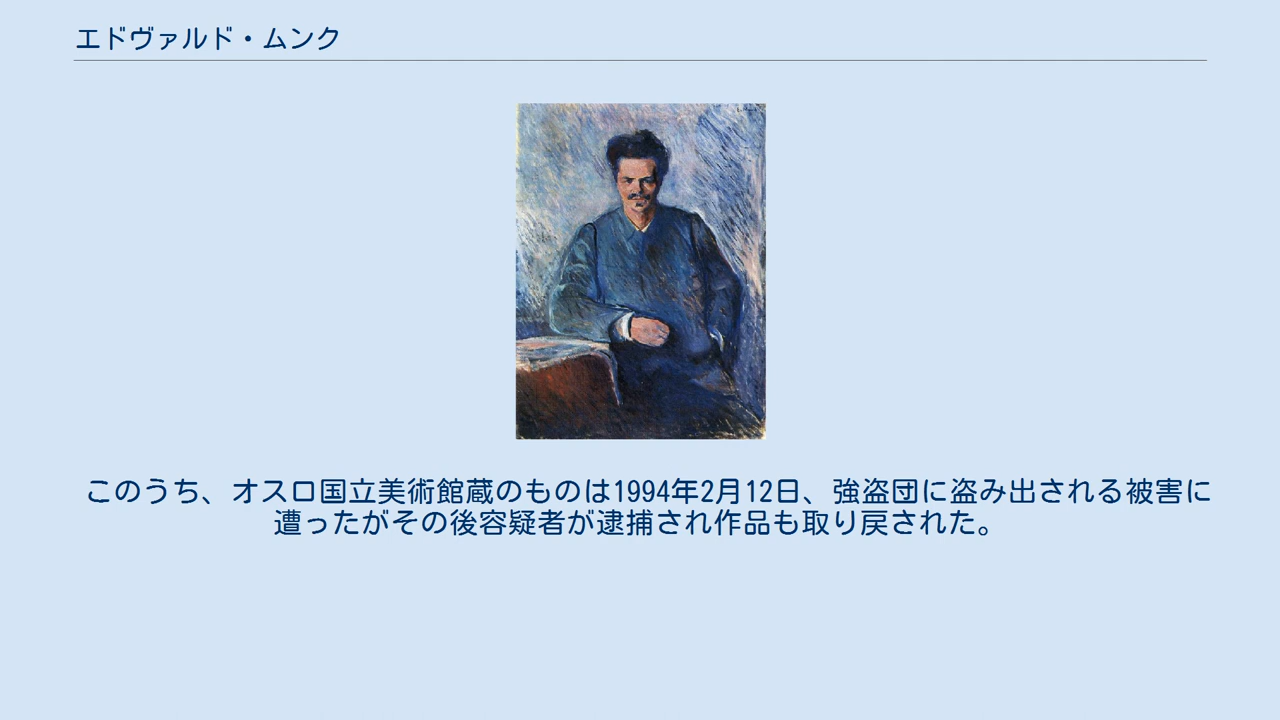 エドヴァルド・ムンク
このうち、オスロ国立美術館蔵のものは1994年2月12日、強盗団に盗み出される被害に
遭ったがその後容疑者が逮捕され作品も取り戻された。